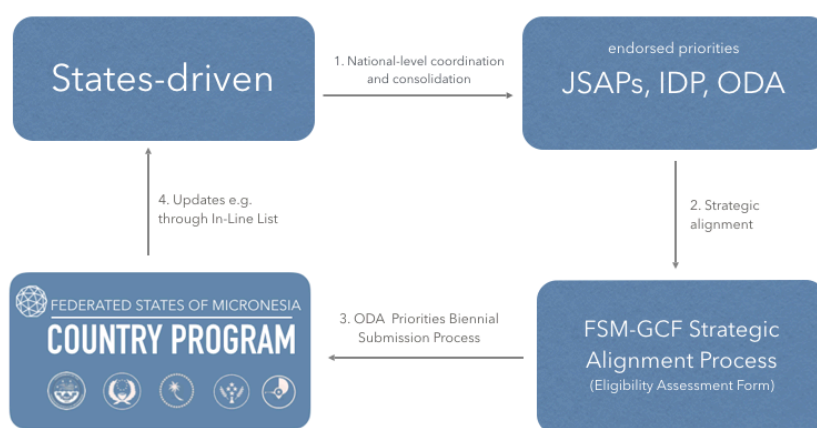 States-driven
1. National-level coordination
and consolidation
endorsed priorities
JSAPs, IDP, ODA
2. Strategic
alignment
FSM-GCF Strategic
Alignment Process
(Eligibility Assessment Form)
3. ODA Priorities Biennial
Submission Process
FEDERATED STATES OF MICRONESIA
COUNTRY PROGRAM
4. Updates e.g.
through In-Line List